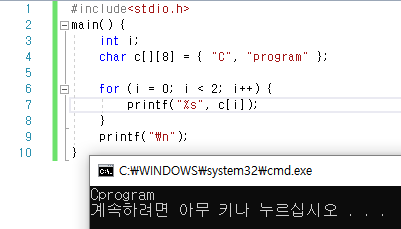 1 #include<stdio.h>
2 main() {
3 int i;
4 char c[][8] = { "C", "program" };
5
6 for (i = 0; i < 2; i++) {
7 printf("%s", c[i]);
8 }
9 printf("₩n");
10 }
C:₩WINDOWS₩system32₩cmd.exe
Cprogram
계속하려면 아무 키나 누르십시오 . . .